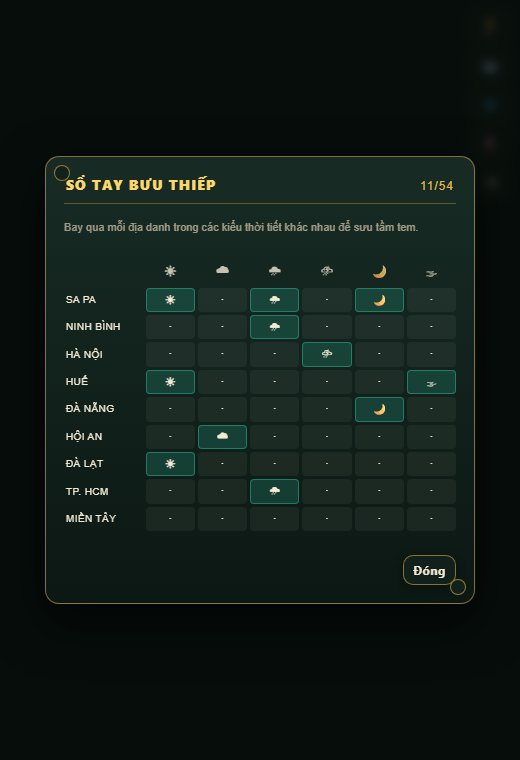 SỔ TAY BƯU THIẾP 11/54
Bay qua mỗi địa danh trong các kiểu thời tiết khác nhau để sưu tầm tem.
☀ ☁ 🌧 ⛈ 🌙 🌫
SA PA ☀ - 🌧 - 🌙 -
NINH BÌNH - - 🌧 - - -
HÀ NỘI - - - ⛈ - -
HUẾ ☀ - - - - 🌫
ĐÀ NẴNG - - - - 🌙 -
HỘI AN - ☁ - - - -
ĐÀ LẠT ☀ - - - - -
TP. HCM - - 🌧 - - -
MIỀN TÂY - - - - - -
Đóng